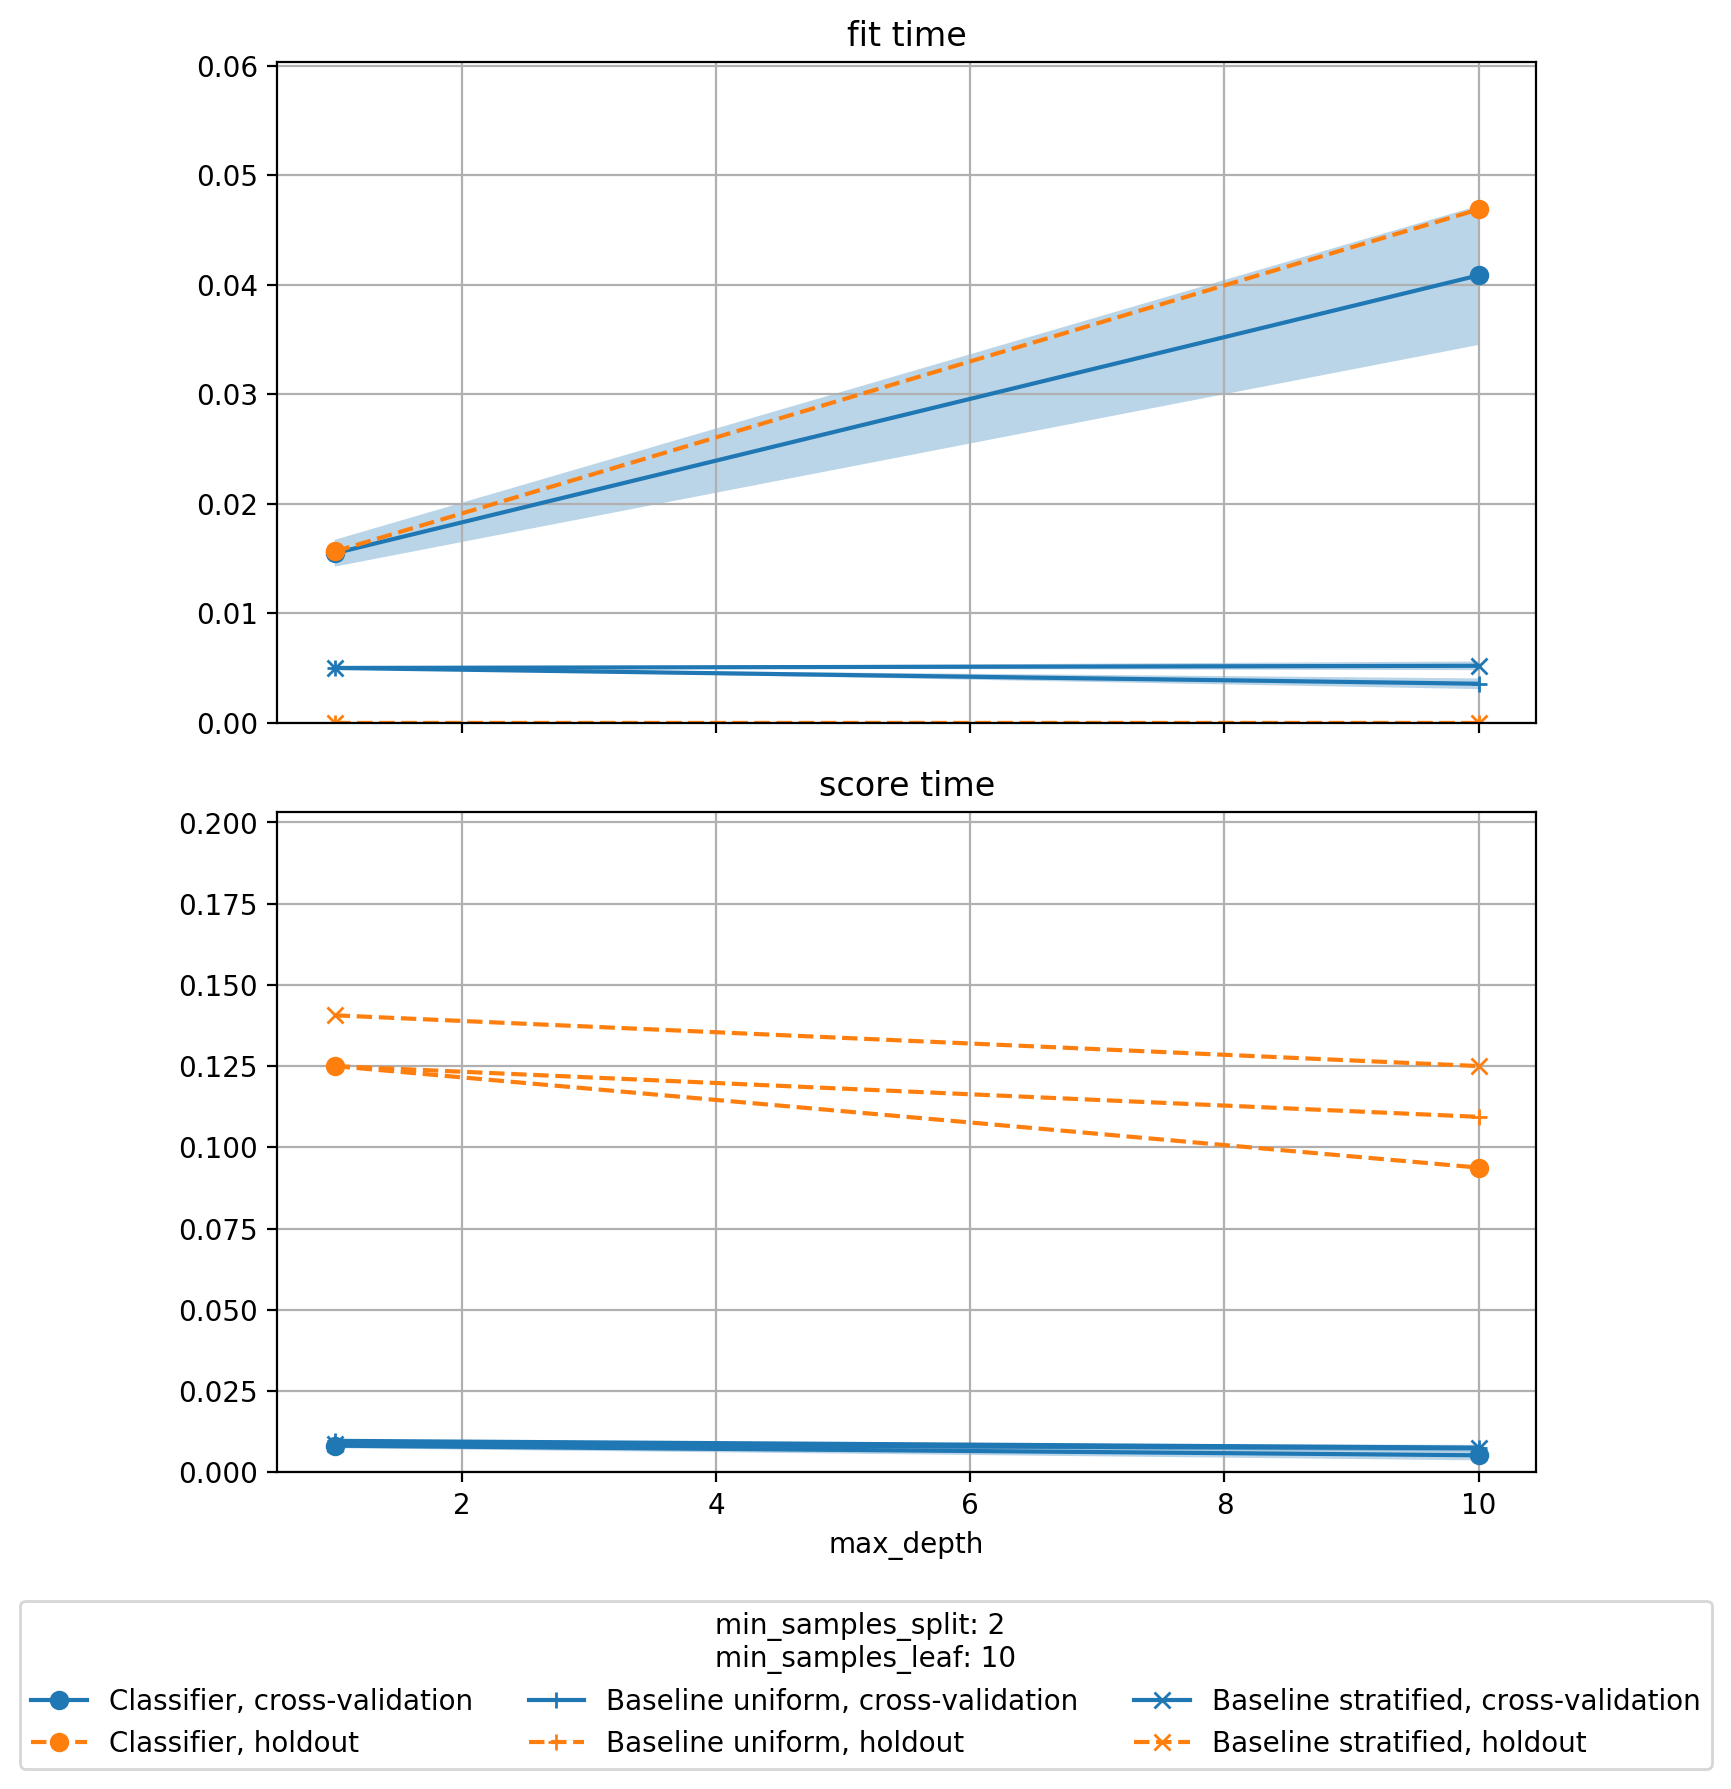 fit time
0.06
0.05
0.04
0.03
0.02
0.01
0.00
score time
0.200
0.175
0.150
0.125
0.100
0.075
0.050
0.025
0.000
2 4 6 8 10
max_depth
min_samples_split: 2
min_samples_leaf: 10
Classifier, cross-validation Baseline uniform, cross-validation Baseline stratified, cross-validation
Classifier, holdout Baseline uniform, holdout Baseline stratified, holdout